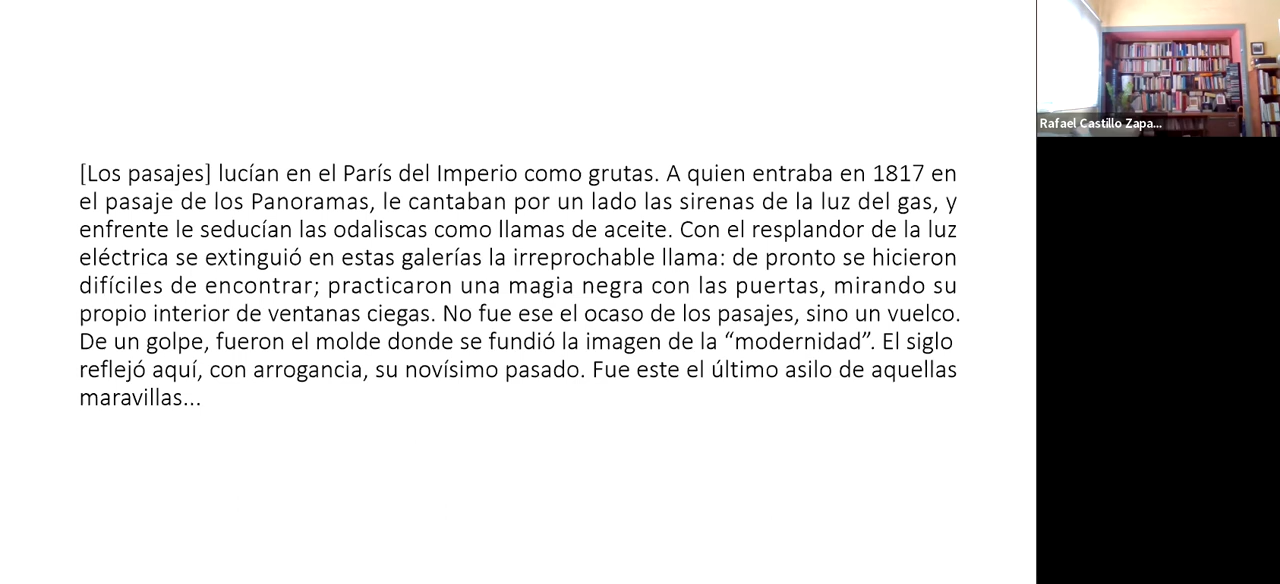 [Los pasajes] lucían en el París del Imperio como grutas. A quien entraba en 1817 en
el pasaje de los Panoramas, le cantaban por un lado las sirenas de la luz del gas, y
enfrente le seducían las odaliscas como llamas de aceite. Con el resplandor de la luz
eléctrica se extinguió en estas galerías la irreprochable llama: de pronto se hicieron
difíciles de encontrar; practicaron una magia negra con las puertas, mirando su
propio interior de ventanas ciegas. No fue ese el ocaso de los pasajes, sino un vuelco.
De un golpe, fueron el molde donde se fundió la imagen de la “modernidad”. El siglo
reflejó aquí, con arrogancia, su novísimo pasado. Fue este el último asilo de aquellas
maravillas...
Rafael Castillo Zapa...